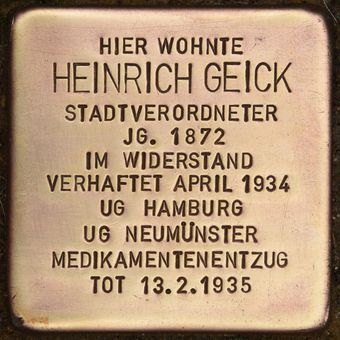 HIER WOHNTE
HEINRICH GEICK
STADTVERORDNETER
JG. 1872
IM WIDERSTAND
VERHAFTET APRIL 1934
UG HAMBURG
UG NEUMÜNSTER
MEDIKAMENTENENTZUG
TOT 13.2.1935